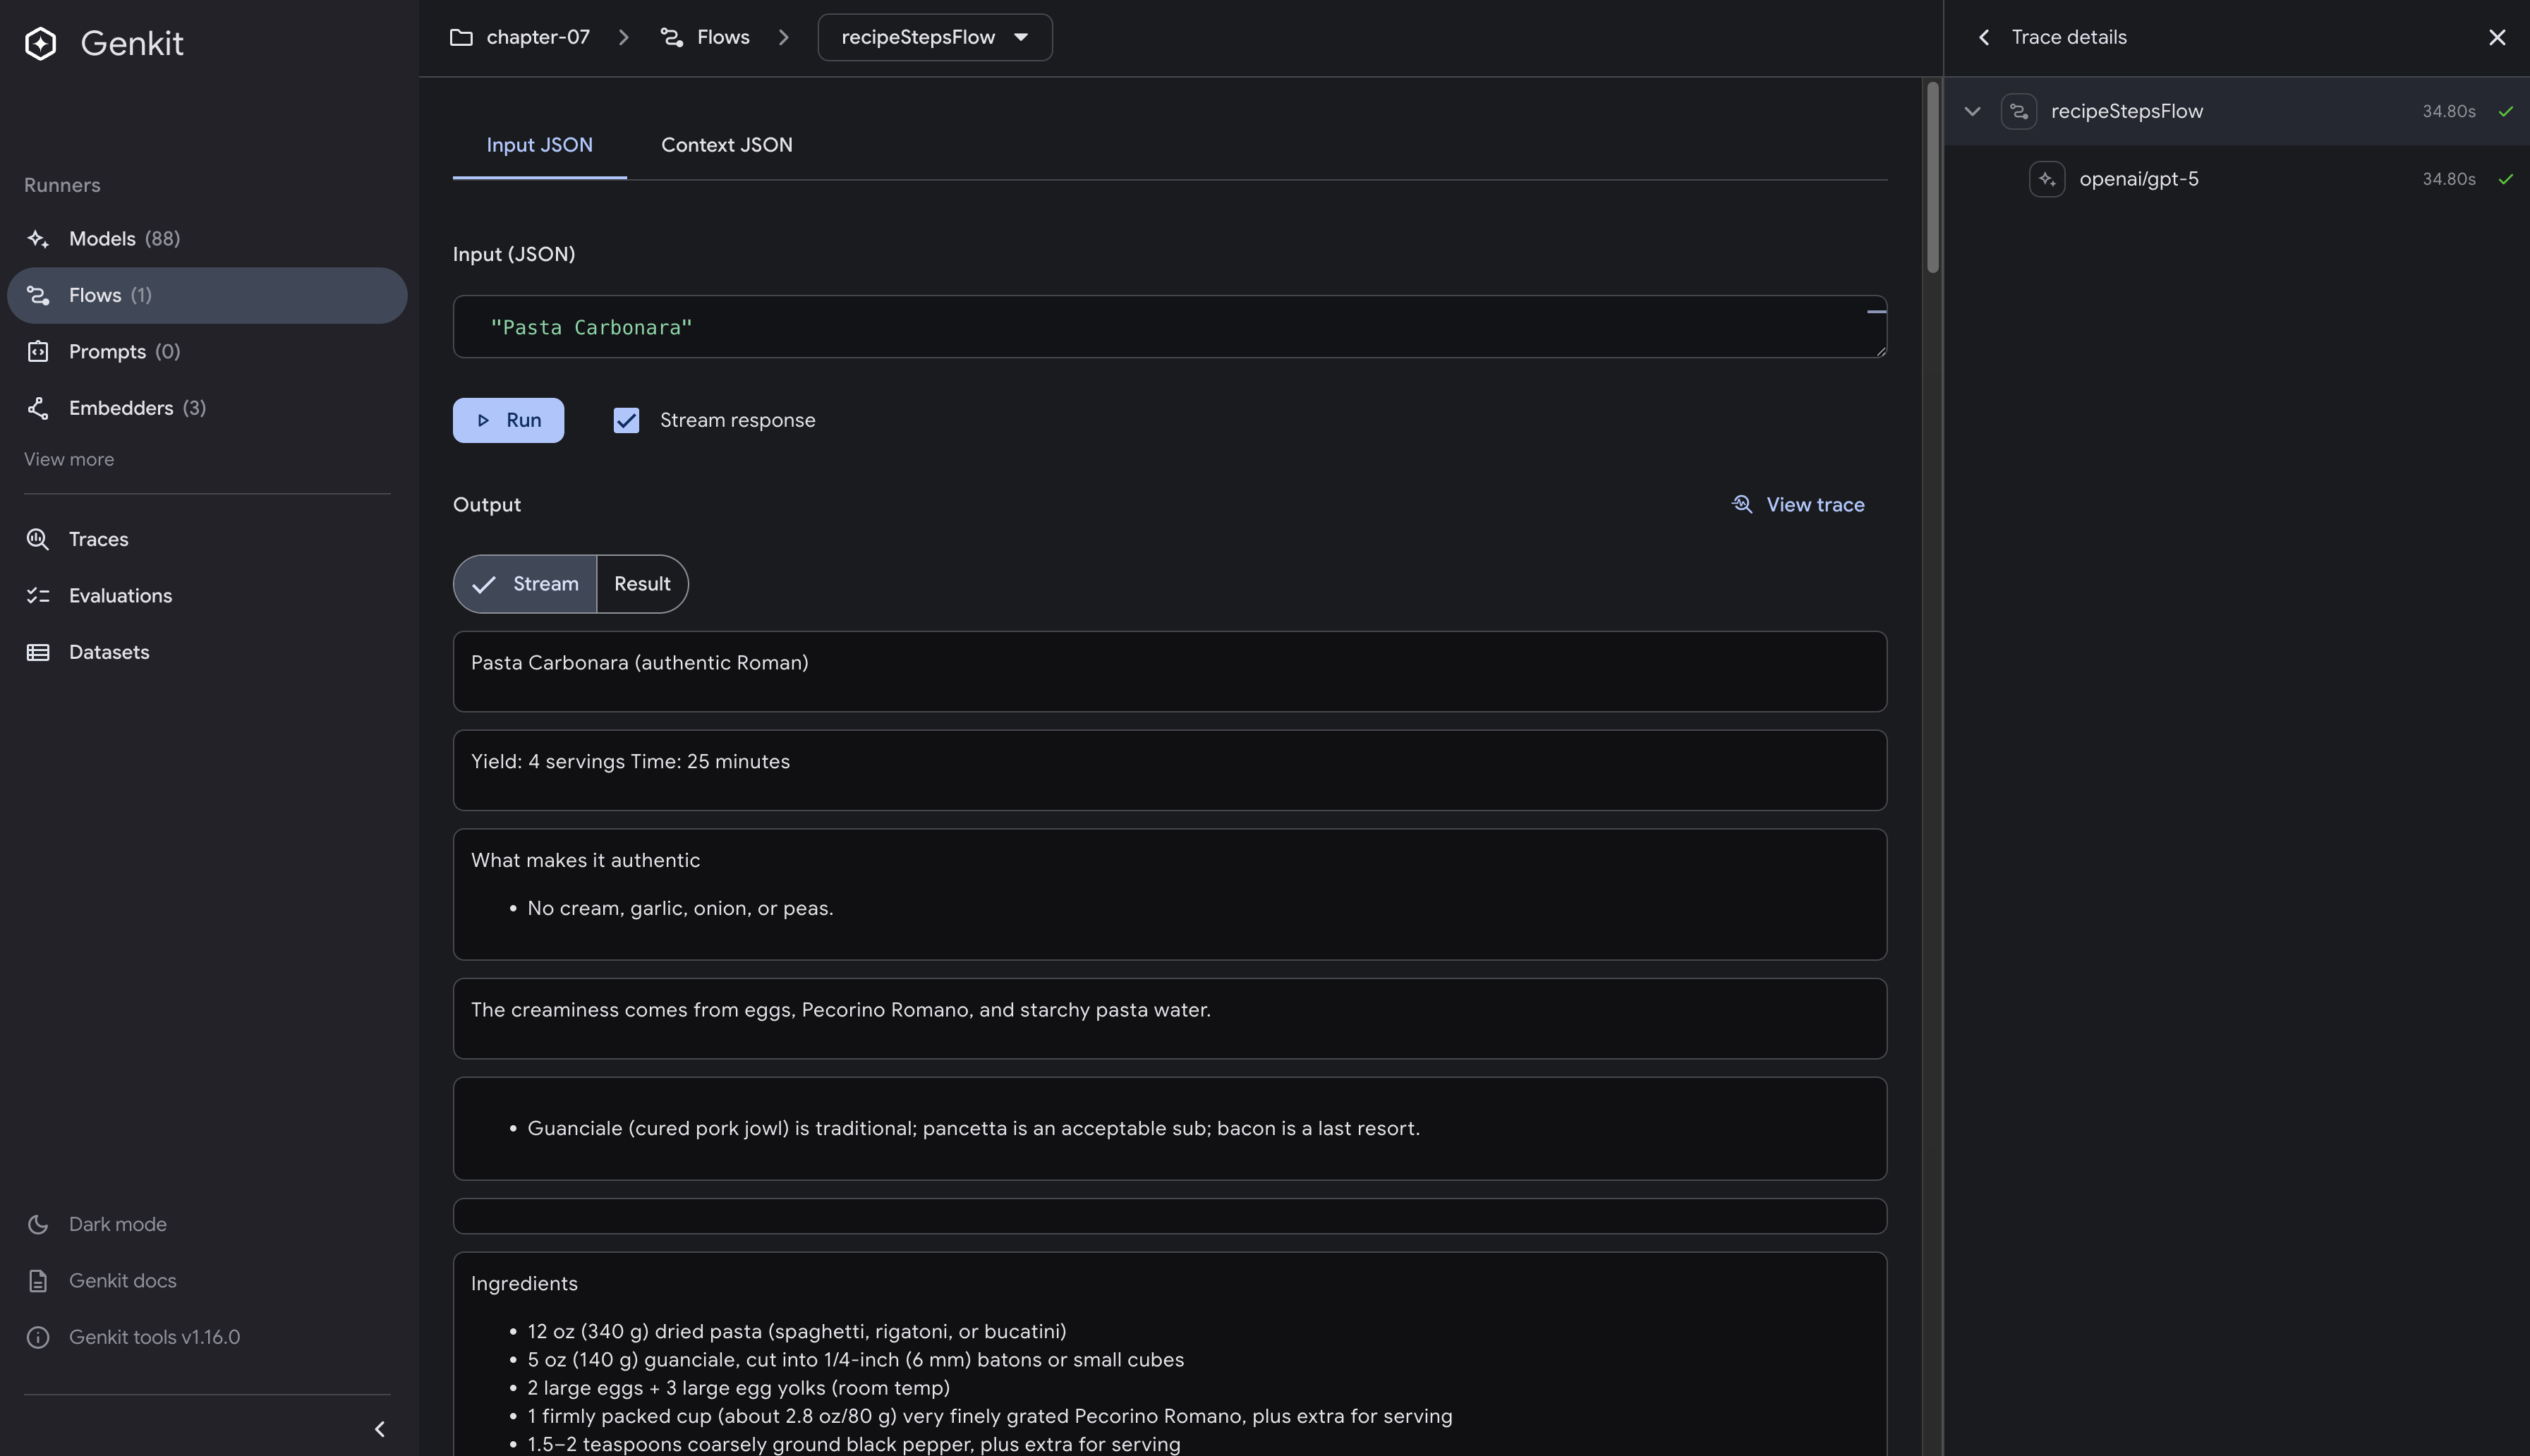 Genkit
Runners
Models (88)
Flows (1)
Prompts (0)
Embedders (3)
View more
Traces
Evaluations
Datasets
Dark mode
Genkit docs
Genkit tools v1.16.0
chapter-07
Flows
recipeStepsFlow
Input JSON
Context JSON
Input (JSON)
"Pasta Carbonara"
Run
Stream response
Output
View trace
Stream
Result
Pasta Carbonara (authentic Roman)
Yield: 4 servings Time: 25 minutes
What makes it authentic
• No cream, garlic, onion, or peas.
The creaminess comes from eggs, Pecorino Romano, and starchy pasta water.
• Guanciale (cured pork jowl) is traditional; pancetta is an acceptable sub; bacon is a last resort.
Ingredients
• 12 oz (340 g) dried pasta (spaghetti, rigatoni, or bucatini)
• 5 oz (140 g) guanciale, cut into 1/4-inch (6 mm) batons or small cubes
• 2 large eggs + 3 large egg yolks (room temp)
• 1 firmly packed cup (about 2.8 oz/80 g) very finely grated Pecorino Romano, plus extra for serving
• 1.5–2 teaspoons coarsely ground black pepper, plus extra for serving
Trace details
recipeStepsFlow 34.80s
openai/gpt-5 34.80s